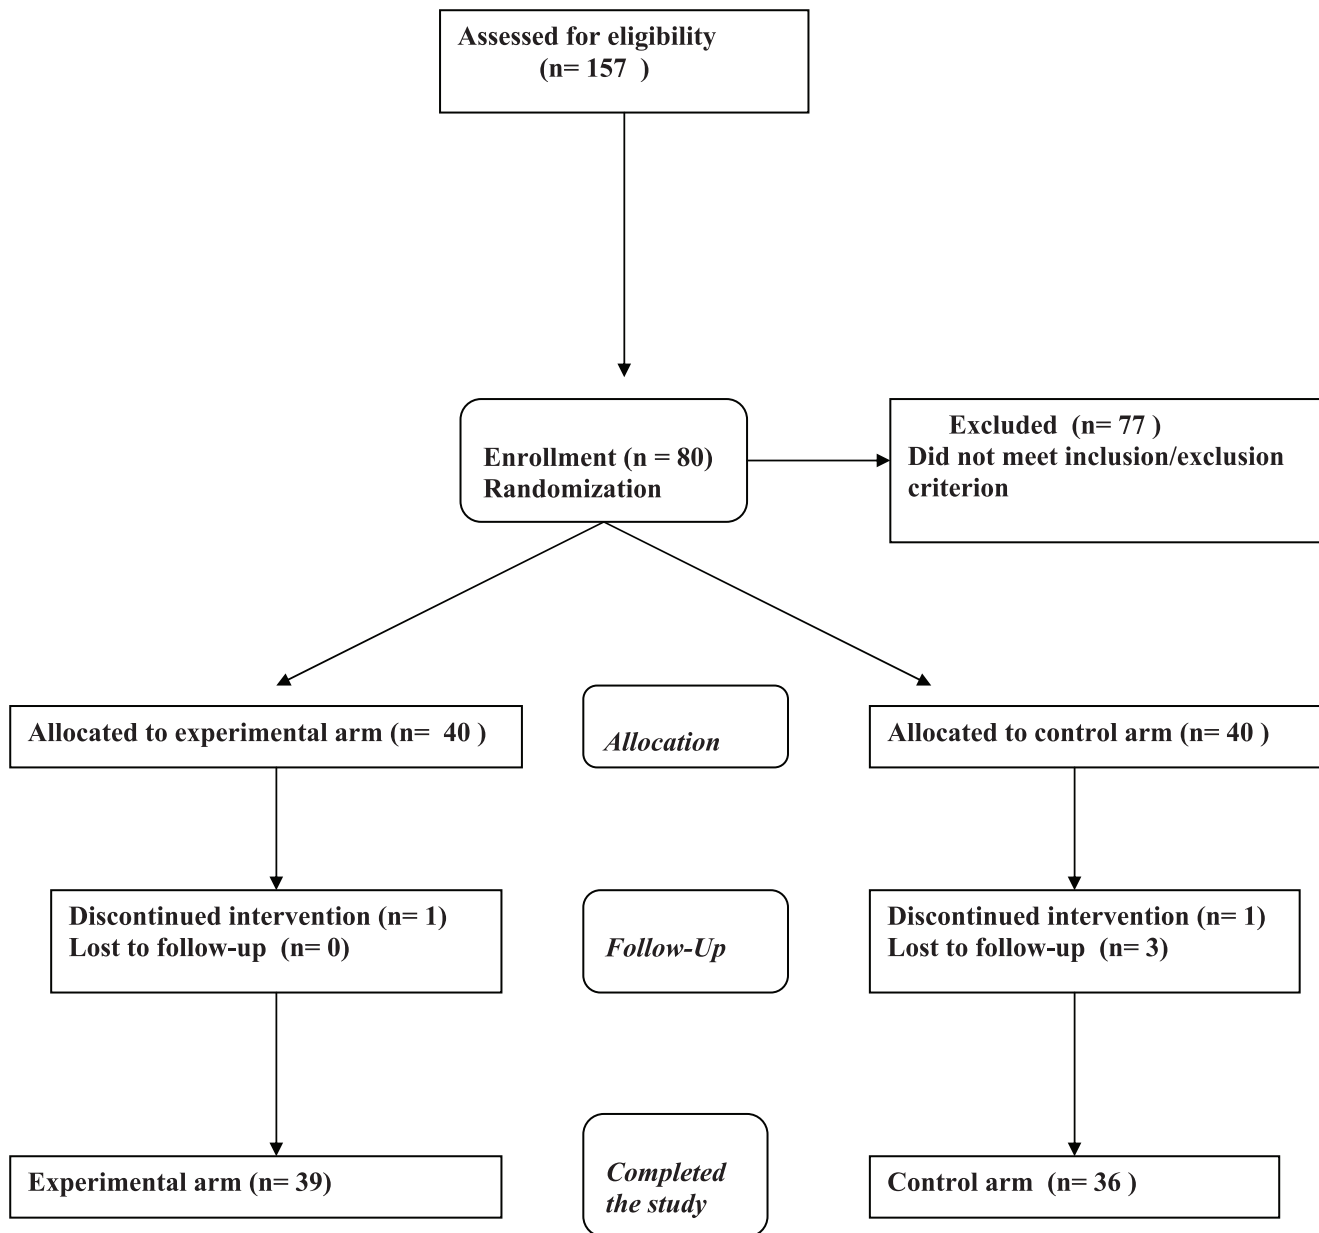 Assessed for eligibility
(n= 157  )
Enrollment (n = 80)
Randomization
Excluded  (n= 77 )
Did not meet inclusion/exclusion
criterion
Allocated to experimental arm (n=  40 )
Allocation
Allocated to control arm (n= 40 )
Discontinued intervention (n= 1)
Lost to follow-up  (n= 0)
Follow-Up
Discontinued intervention (n= 1)
Lost to follow-up  (n= 3)
Experimental arm (n= 39)
Completed
the study
Control arm  (n= 36 )